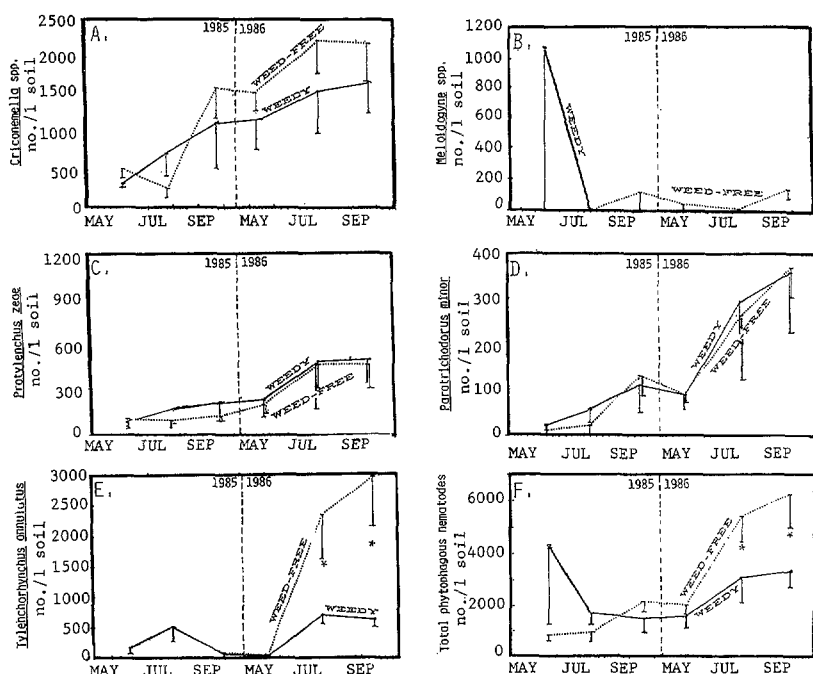 A.
1985 1986
Criconemella spp.
no./l soil
2500
1500
1000
500
0
WEED-FREE
WEEDY
MAY JUL SEP MAY JUL SEP
B.
1985 1986
Meloidogyne spp.
no./l soil
1000
1200
800
600
400
200
0
WEEDY
WEED-FREE
MAY JUL SEP MAY JUL SEP
C.
1985 1986
Pratylenchus zeae
no./l soil
1200
900
500
300
0
WEEDY
WEED-FREE
MAY JUL SEP MAY JUL SEP
D.
1985 1986
Paratrichodorus minor
no./l soil
400
300
200
100
0
WEEDY
WEED-FREE
MAY JUL SEP MAY JUL SEP
E.
1985 1986
Tylenchorhynchus annulatus
no./l soil
3000
2500
2000
1500
1000
500
0
WEED-FREE
WEEDY
* *
MAY JUL SEP MAY JUL SEP
F.
1985 1986
Total phytophagous nematodes
no./l soil
6000
4000
2000
0
WEED-FREE
WEEDY
* *
MAY JUL SEP MAY JUL SEP